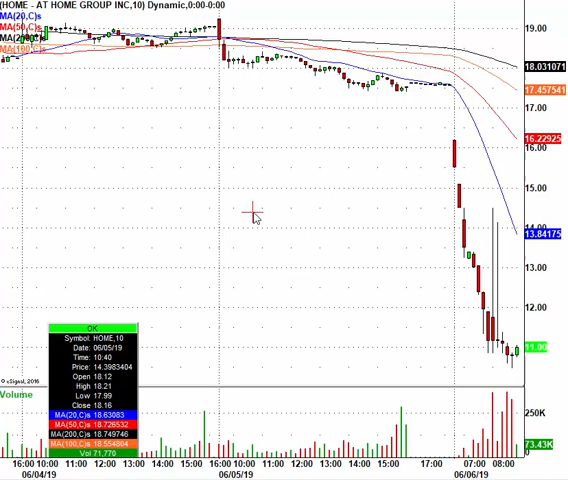 (HOME - AT HOME GROUP INC,10) Dynamic,0:00-0:00
MA(20,C)
MA(50,C)s
MA(200,C)s
MA(100,C)s
19.00
18.031071
17.457541
17.00
16.22925
16.00
15.00
14.00
13.84175
13.00
12.00
11.00
OK
Symbol: HOME,10
Date: 06/05/19
Time: 10:40
Price: 14.3983404
Open 18.12
High 18.21
Low 17.99
Close 18.16
MA(20,C)s 18.63083
MA(50,C)s 18.726532
MA(200,C)s 18.749746
MA(100,C)s 18.554804
Vol 71,770
© eSignal, 2016
Volume
250K
73.43K
16:00 10:00 11:00 12:00 13:00 14:00 15:00 16:00 10:00 11:00 12:00 13:00 14:00 15:00 17:00 07:00 08:00
06/04/19 06/05/19 06/06/19